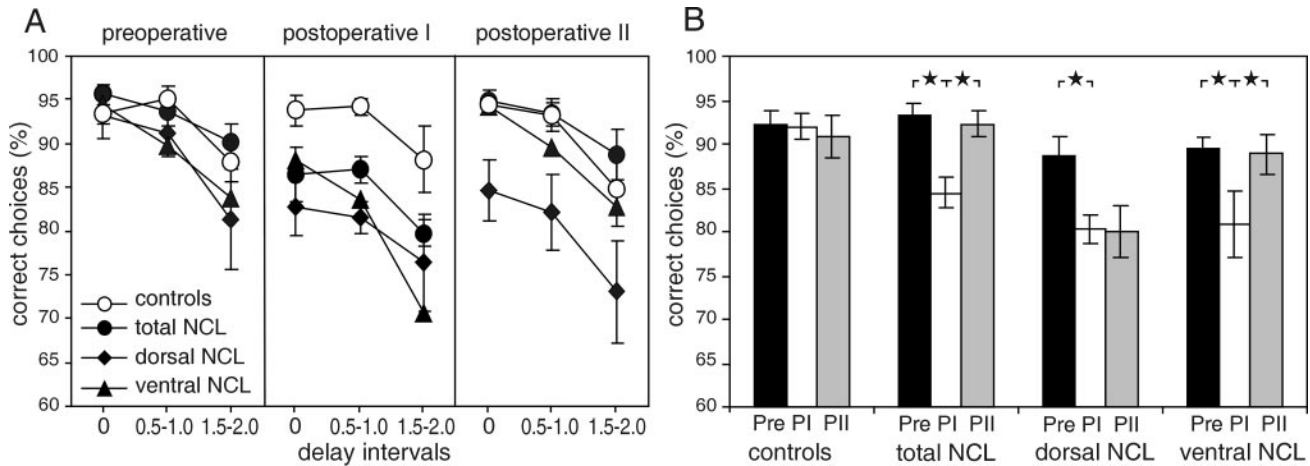 A
preoperative
postoperative I
postoperative II
correct choices (%)
100
95
90
85
80
75
70
65
60
controls
total NCL
dorsal NCL
ventral NCL
0
0.5-1.0
1.5-2.0
0
0.5-1.0
1.5-2.0
0
0.5-1.0
1.5-2.0
delay intervals
B
correct choices (%)
100
95
90
85
80
75
70
65
60
Pre PI PII
Pre PI PII
Pre PI PII
Pre PI PII
controls
total NCL
dorsal NCL
ventral NCL